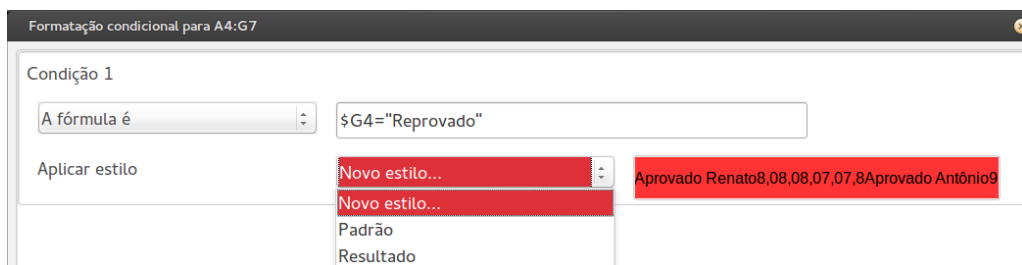 Formatação condicional para A4:G7
Condição 1
A fórmula é
$G4="Reprovado"
Aplicar estilo
Novo estilo...
Aprovado Renato8,08,08,07,07,8Aprovado Antônio9
Novo estilo...
Padrão
Resultado